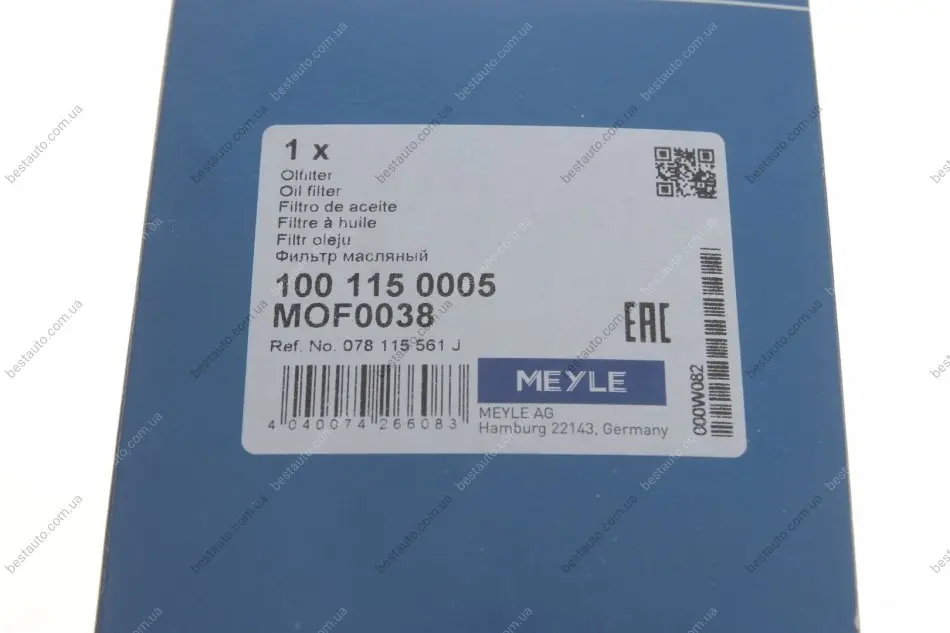 1 x
Ölfilter
Oil filter
Filtro de aceite
Filtre à huile
Filtr oleju
Фильтр масляный
100 115 0005
MOF0038
Ref. No. 078 115 561 J
EAC
MEYLE
MEYLE AG
Hamburg 22143, Germany
4 040074 266083
000W082
bestauto.com.ua